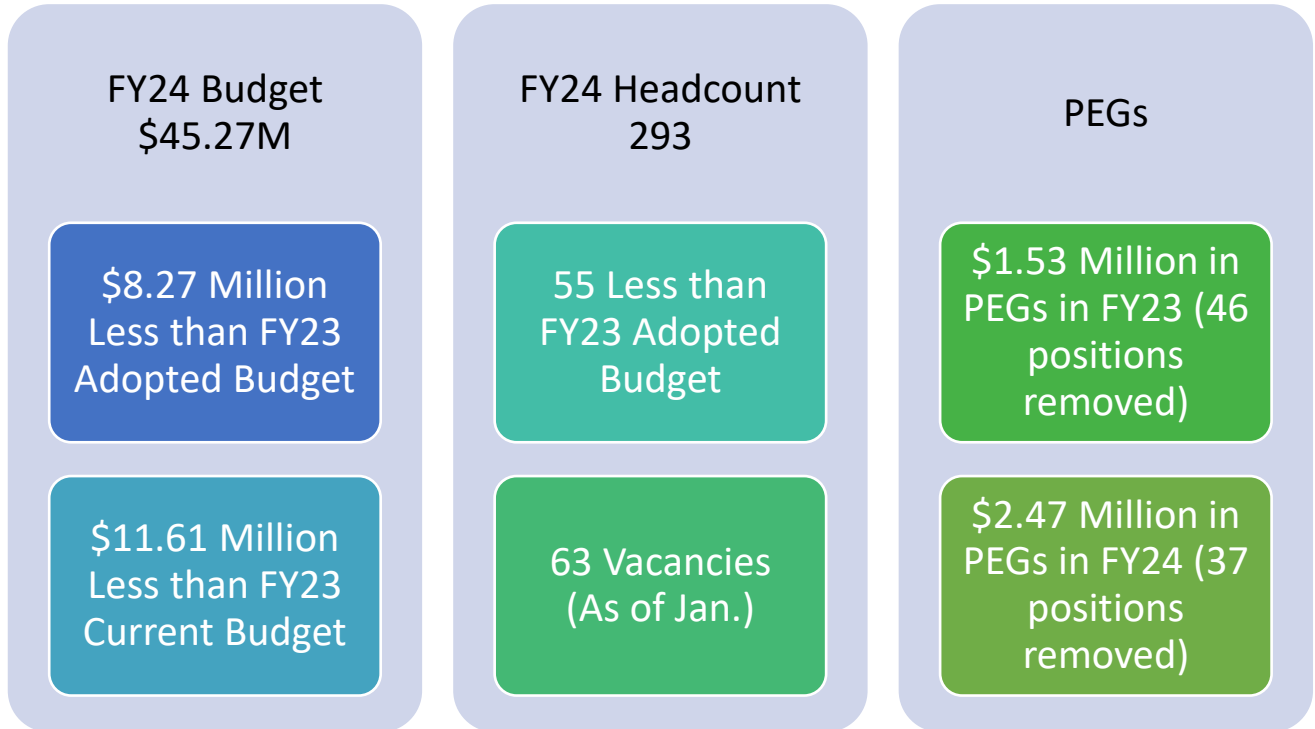 FY24 Budget
$45.27M
$8.27 Million
Less than FY23
Adopted Budget
$11.61 Million
Less than FY23
Current Budget
FY24 Headcount
293
55 Less than
FY23 Adopted
Budget
63 Vacancies
(As of Jan.)
PEGs
$1.53 Million in
PEGs in FY23 (46
positions
removed)
$2.47 Million in
PEGs in FY24 (37
positions
removed)